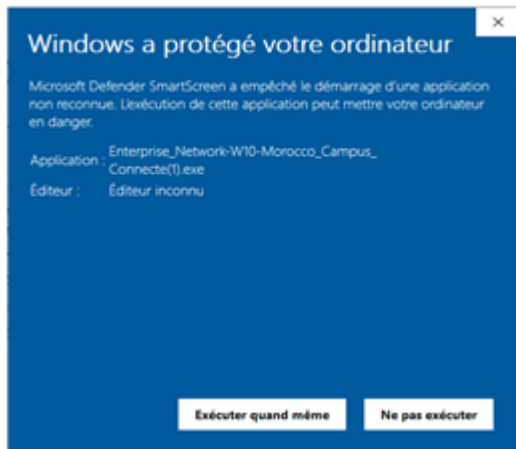 Windows a protégé votre ordinateur
Microsoft Defender SmartScreen a empêché le démarrage d'une application
non reconnue. L'exécution de cette application peut mettre votre ordinateur
en danger.
Application : Enterprise_Network-W10-Morocco_Campus_
Connecte(1).exe
Éditeur : Éditeur inconnu
Exécuter quand même Ne pas exécuter